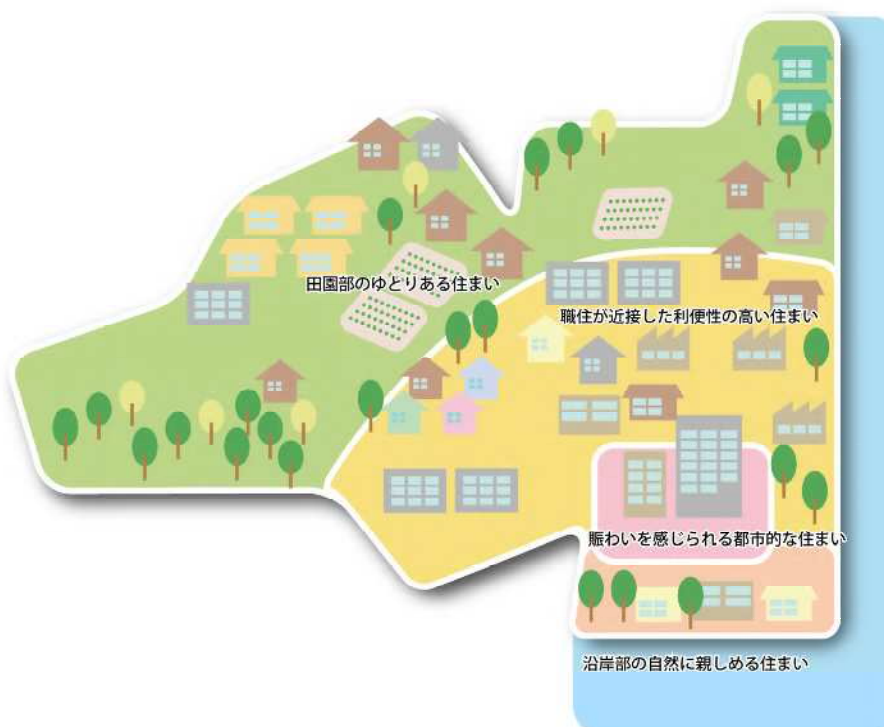 田園部のゆとりある住まい
職住が近接した利便性の高い住まい
賑わいを感じられる都市的な住まい
沿岸部の自然に親しめる住まい